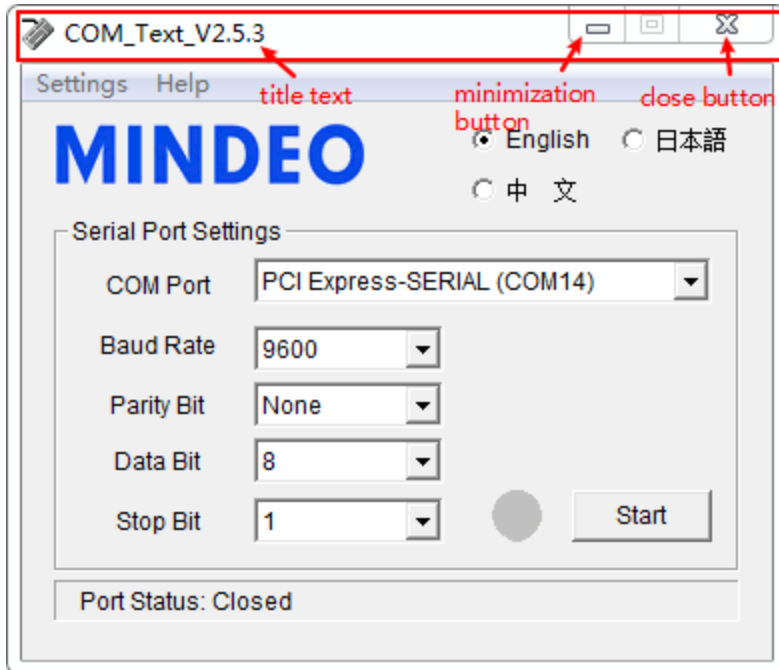 COM_Text_V2.5.3
Settings Help
title text
minimization button
close button
MINDEO
English 日本語
中 文
Serial Port Settings
COM Port PCI Express-SERIAL (COM14)
Baud Rate 9600
Parity Bit None
Data Bit 8
Stop Bit 1
Start
Port Status: Closed